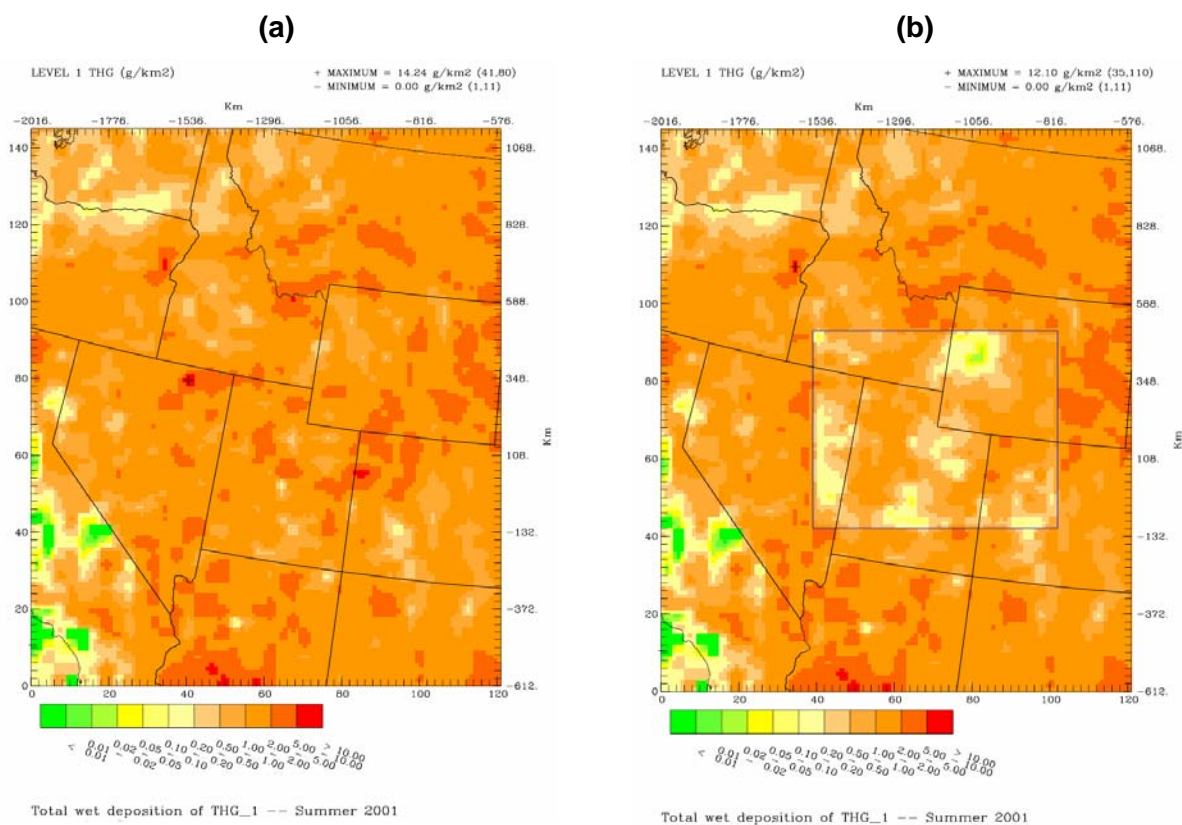 (a)
LEVEL 1 THG (g/km2)
+ MAXIMUM = 14.24 g/km2 (41,80)
− MINIMUM = 0.00 g/km2 (1,11)
Km
−2016. −1776. −1536. −1296. −1056. −816. −576.
140 1068.
120 828.
100 588.
80 348.
Km
60 108.
40 −132.
20 −372.
0 −612.
0 20 40 60 80 100 120
< 0.01
0.01 − 0.02
0.02 − 0.05
0.05 − 0.10
0.10 − 0.20
0.20 − 0.50
0.50 − 1.00
1.00 − 2.00
2.00 − 5.00
5.00 − 10.00
> 10.00
Total wet deposition of THG_1 −− Summer 2001
(b)
LEVEL 1 THG (g/km2)
+ MAXIMUM = 12.10 g/km2 (35,110)
− MINIMUM = 0.00 g/km2 (1,11)
Km
−2016. −1776. −1536. −1296. −1056. −816. −576.
140 1068.
120 828.
100 588.
80 348.
Km
60 108.
40 −132.
20 −372.
0 −612.
0 20 40 60 80 100 120
< 0.01
0.01 − 0.02
0.02 − 0.05
0.05 − 0.10
0.10 − 0.20
0.20 − 0.50
0.50 − 1.00
1.00 − 2.00
2.00 − 5.00
5.00 − 10.00
> 10.00
Total wet deposition of THG_1 −− Summer 2001